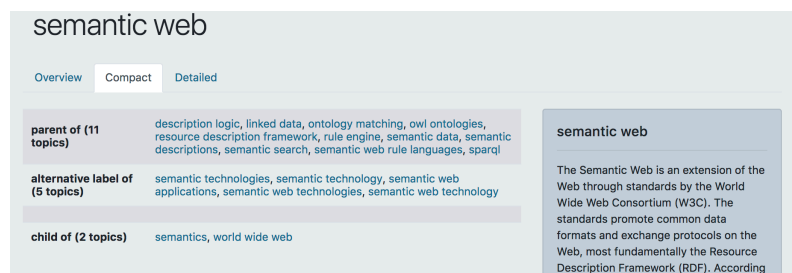 semantic web
Overview Compact Detailed
parent of (11
topics)
description logic, linked data, ontology matching, owl ontologies,
resource description framework, rule engine, semantic data, semantic
descriptions, semantic search, semantic web rule languages, sparql
alternative label of
(5 topics)
semantic technologies, semantic technology, semantic web
applications, semantic web technologies, semantic web technology
child of (2 topics)
semantics, world wide web
semantic web
The Semantic Web is an extension of the
Web through standards by the World
Wide Web Consortium (W3C). The
standards promote common data
formats and exchange protocols on the
Web, most fundamentally the Resource
Description Framework (RDF). According